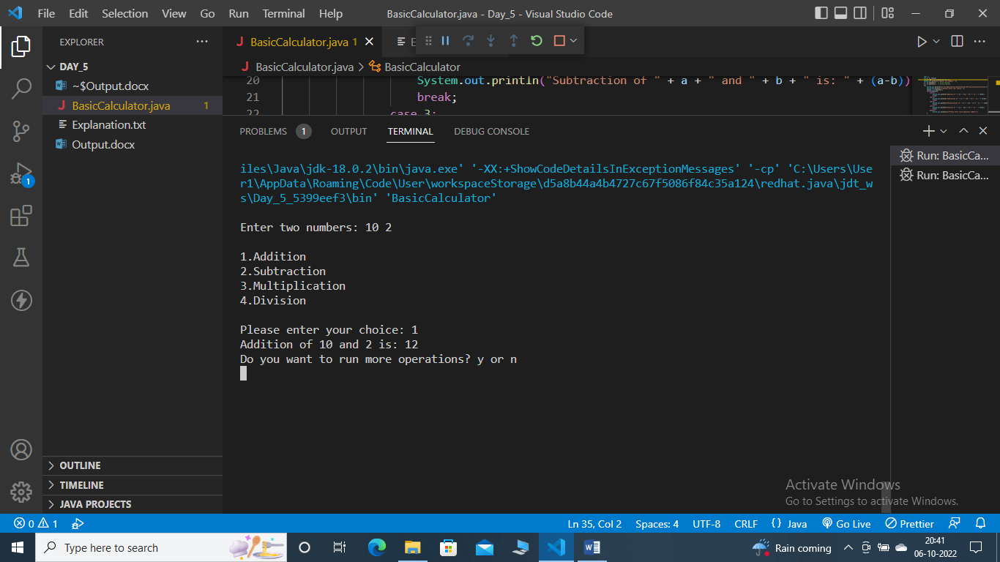 File Edit Selection View Go Run Terminal Help BasicCalculator.java - Day_5 - Visual Studio Code
EXPLORER
DAY_5
~$Output.docx
BasicCalculator.java 1
Explanation.txt
Output.docx
OUTLINE
TIMELINE
JAVA PROJECTS
1
BasicCalculator.java 1
E
BasicCalculator.java > BasicCalculator
20 System.out.println("Subtraction of " + a + " and " + b + " is: " + (a-b))
21 break;
22 case 3:
PROBLEMS 1 OUTPUT TERMINAL DEBUG CONSOLE
iles\Java\jdk-18.0.2\bin\java.exe' '-XX:+ShowCodeDetailsInExceptionMessages' '-cp' 'C:\Users\Use
r1\AppData\Roaming\Code\User\workspaceStorage\d5a8b44a4b4727c67f5086f84c35a124\redhat.java\jdt_w
s\Day_5_5399eef3\bin' 'BasicCalculator'
Enter two numbers: 10 2
1.Addition
2.Subtraction
3.Multiplication
4.Division
Please enter your choice: 1
Addition of 10 and 2 is: 12
Do you want to run more operations? y or n
Run: BasicCa...
Run: BasicCa...
Activate Windows
Go to Settings to activate Windows.
0 1 Ln 35, Col 2 Spaces: 4 UTF-8 CRLF {} Java Go Live Prettier
Type here to search
Rain coming
20:41
06-10-2022